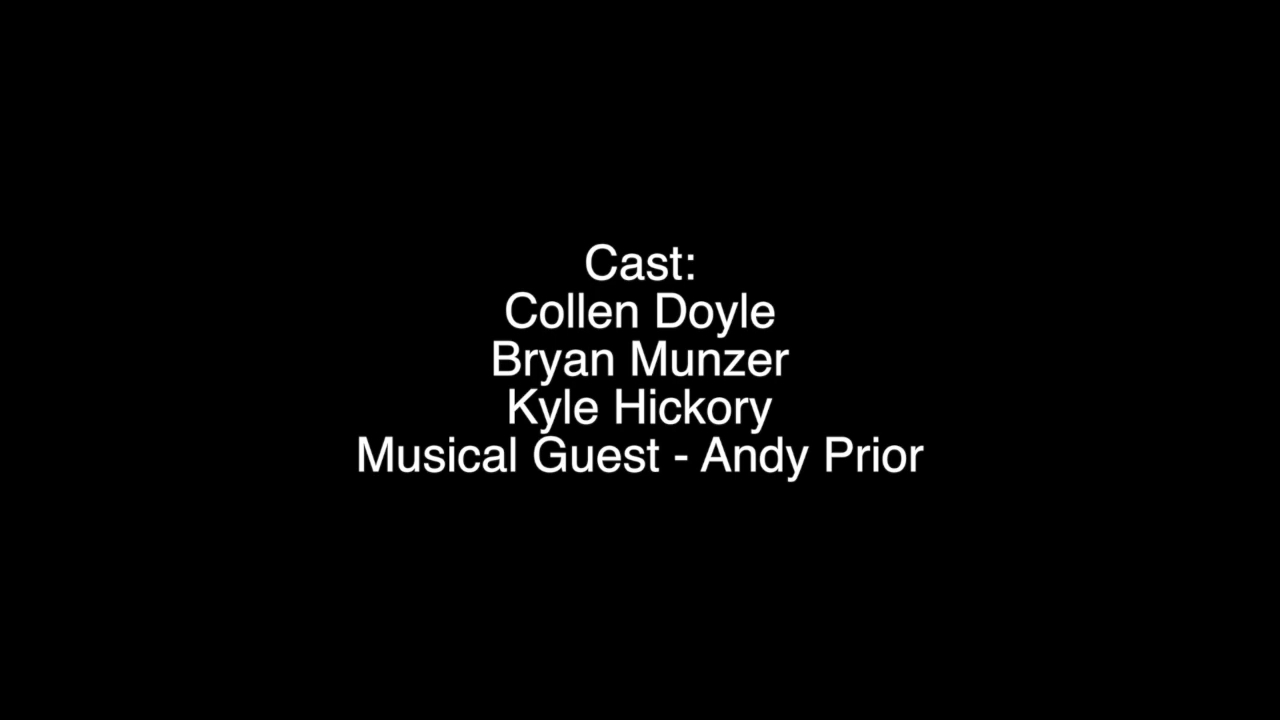 Cast:
Collen Doyle
Bryan Munzer
Kyle Hickory
Musical Guest - Andy Prior